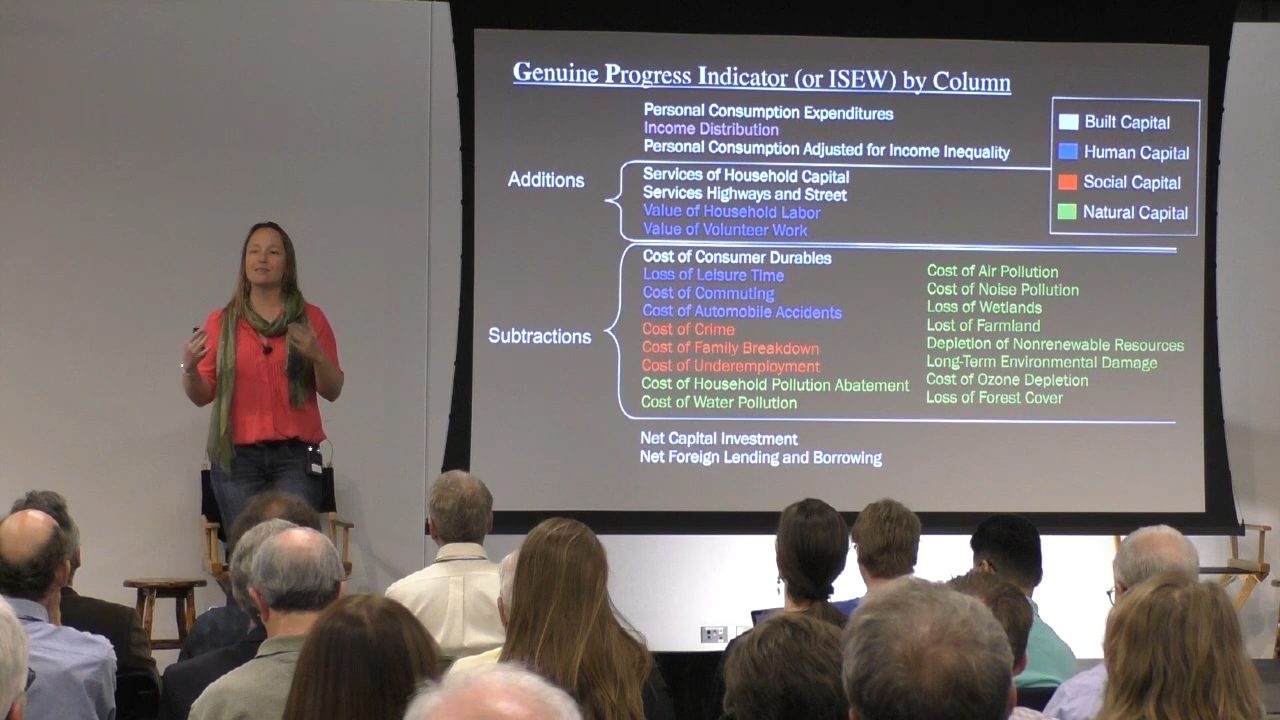 Genuine Progress Indicator (or ISEW) by Column
Personal Consumption Expenditures
Income Distribution
Personal Consumption Adjusted for Income Inequality
Built Capital
Human Capital
Social Capital
Natural Capital
Additions
Services of Household Capital
Services Highways and Street
Value of Household Labor
Value of Volunteer Work
Subtractions
Cost of Consumer Durables
Loss of Leisure Time
Cost of Commuting
Cost of Automobile Accidents
Cost of Crime
Cost of Family Breakdown
Cost of Underemployment
Cost of Household Pollution Abatement
Cost of Water Pollution
Cost of Air Pollution
Cost of Noise Pollution
Loss of Wetlands
Lost of Farmland
Depletion of Nonrenewable Resources
Long-Term Environmental Damage
Cost of Ozone Depletion
Loss of Forest Cover
Net Capital Investment
Net Foreign Lending and Borrowing